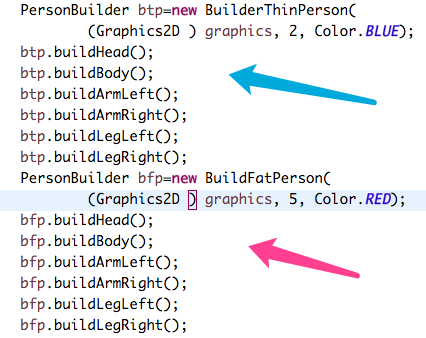 PersonBuilder btp=new BuilderThinPerson(
(Graphics2D ) graphics, 2, Color.BLUE);
btp.buildHead();
btp.buildBody();
btp.buildArmLeft();
btp.buildArmRight();
btp.buildLegLeft();
btp.buildLegRight();
PersonBuilder bfp=new BuildFatPerson(
(Graphics2D ) graphics, 5, Color.RED);
bfp.buildHead();
bfp.buildBody();
bfp.buildArmLeft();
bfp.buildArmRight();
bfp.buildLegLeft();
bfp.buildLegRight();